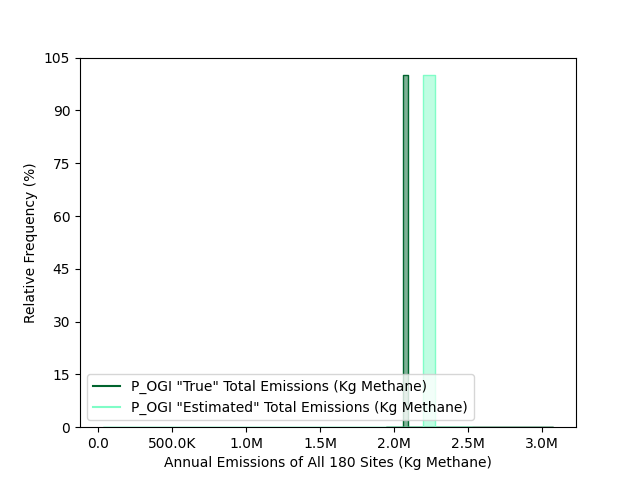 105
90
75
60
45
30
15
0
Relative Frequency (%)
P_OGI "True" Total Emissions (Kg Methane)
P_OGI "Estimated" Total Emissions (Kg Methane)
0.0 500.0K 1.0M 1.5M 2.0M 2.5M 3.0M
Annual Emissions of All 180 Sites (Kg Methane)